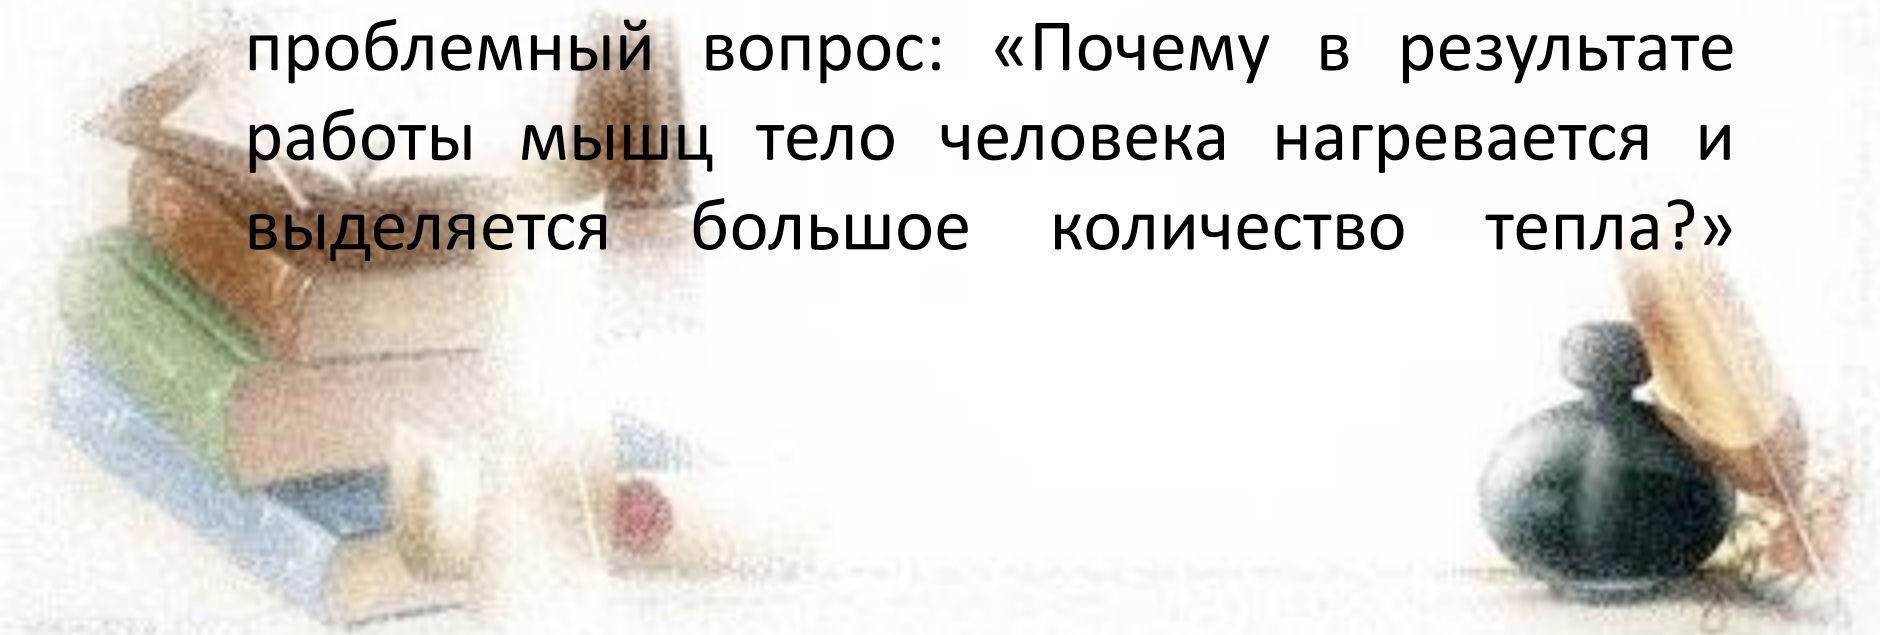 проблемный вопрос: «Почему в результате
работы мышц тело человека нагревается и
выделяется большое количество тепла?»